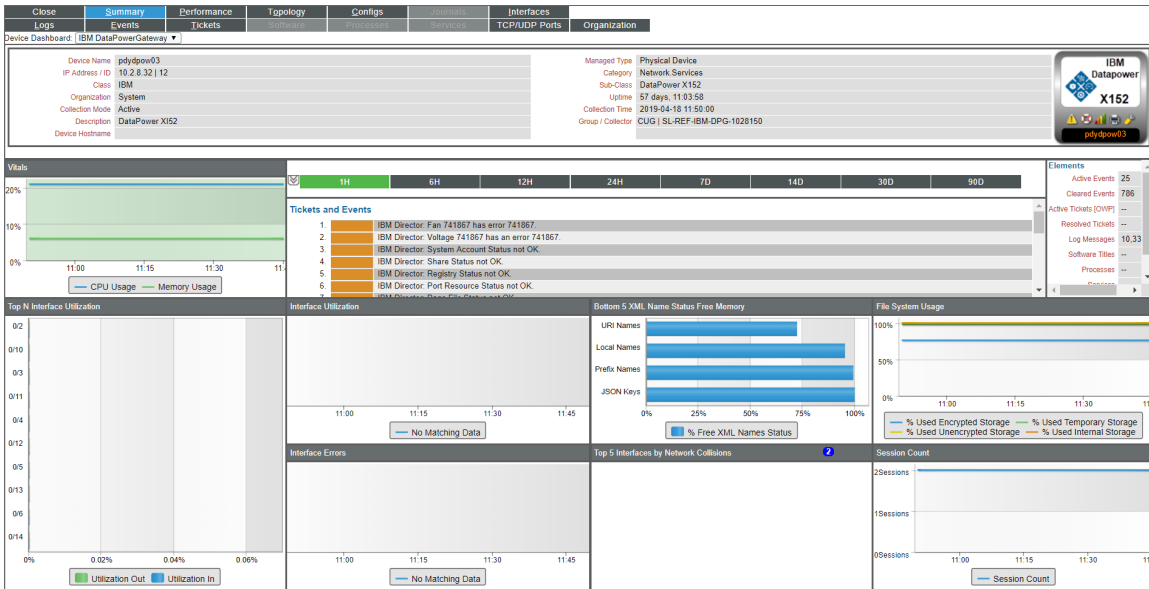 Close Summary Performance Topology Configs Journals Interfaces
Logs Events Tickets Software Processes Services TCP/UDP Ports Organization
Device Dashboard: IBM DataPowerGateway ▼
Device Name pdydpow03
IP Address / ID 10.2.8.32 | 12
Class IBM
Organization System
Collection Mode Active
Description DataPower XI52
Device Hostname
Managed Type Physical Device
Category Network.Services
Sub-Class DataPower X152
Uptime 57 days, 11:03:58
Collection Time 2019-04-18 11:50:00
Group / Collector CUG | SL-REF-IBM-DPG-1028150
IBM
Datapower
X152
pdydpow03
Vitals
20%
10%
0%
11:00 11:15 11:30 11:
CPU Usage Memory Usage
1H 6H 12H 24H 7D 14D 30D 90D
Tickets and Events
1. IBM Director: Fan 741867 has error 741867.
2. IBM Director: Voltage 741867 has an error 741867.
3. IBM Director: System Account Status not OK.
4. IBM Director: Share Status not OK.
5. IBM Director: Registry Status not OK.
6. IBM Director: Port Resource Status not OK.
7. IBM Director: Page File Status not OK.
Elements
Active Events 25
Cleared Events 786
Active Tickets [OWP] --
Resolved Tickets --
Log Messages 10,33
Software Titles --
Processes --
Services
Top N Interface Utilization
0/2
0/10
0/3
0/11
0/4
0/12
0/5
0/13
0/6
0/14
0% 0.02% 0.04% 0.06%
Utilization Out Utilization In
Interface Utilization
11:00 11:15 11:30 11:45
No Matching Data
Bottom 5 XML Name Status Free Memory
URI Names
Local Names
Prefix Names
JSON Keys
0% 25% 50% 75% 100%
% Free XML Names Status
File System Usage
100%
50%
0%
11:00 11:15 11:30 11
% Used Encrypted Storage % Used Temporary Storage
% Used Unencrypted Storage % Used Internal Storage
Interface Errors
11:00 11:15 11:30 11:45
No Matching Data
Top 5 Interfaces by Network Collisions 2
Session Count
2Sessions
1Sessions
0Sessions
11:00 11:15 11:30 11
Session Count